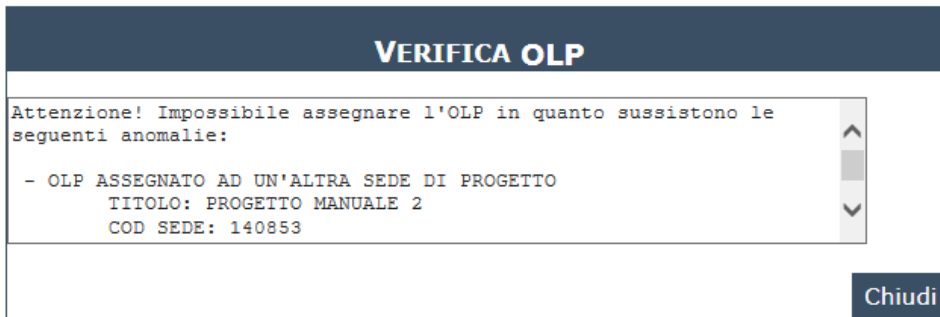 VERIFICA OLP
Attenzione! Impossibile assegnare l'OLP in quanto sussistono le
seguenti anomalie:
- OLP ASSEGNATO AD UN'ALTRA SEDE DI PROGETTO
TITOLO: PROGETTO MANUALE 2
COD SEDE: 140853
Chiudi